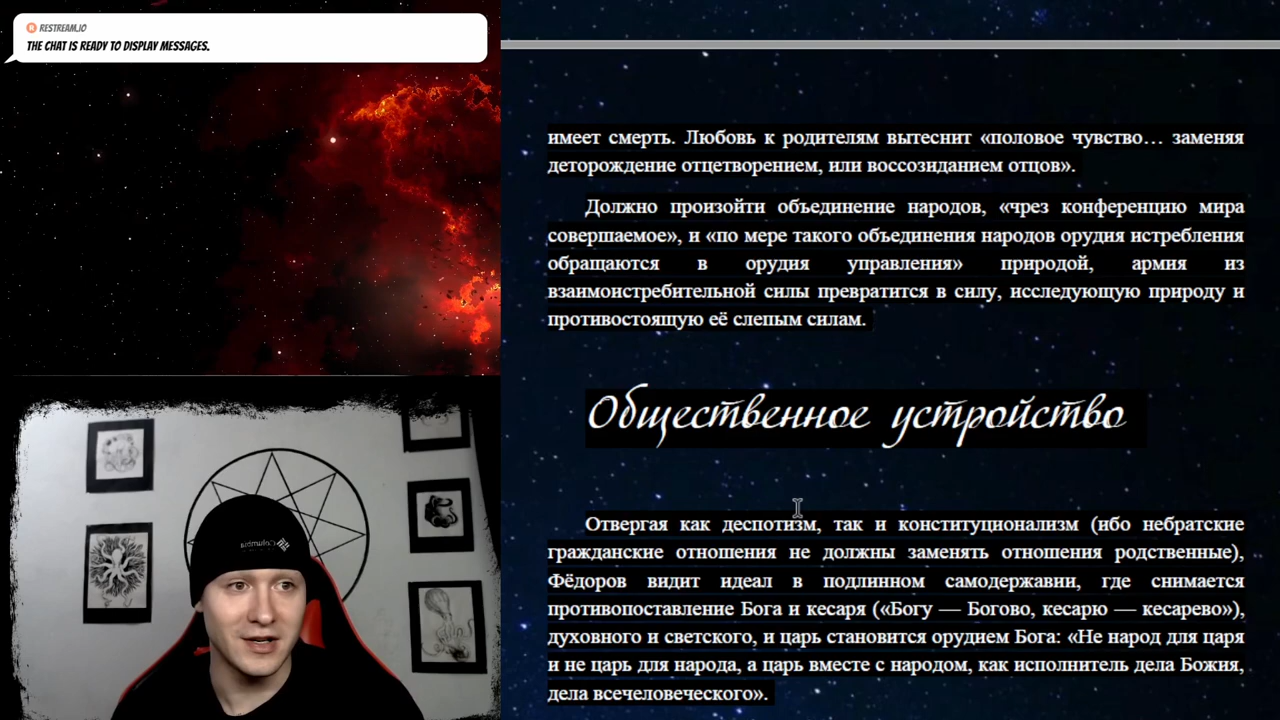 RESTREAM.IO
THE CHAT IS READY TO DISPLAY MESSAGES.
имеет смерть. Любовь к родителям вытеснит «половое чувство… заменяя
деторождение отцетворением, или воссозиданием отцов».
Должно произойти объединение народов, «чрез конференцию мира
совершаемое», и «по мере такого объединения народов орудия истребления
обращаются в орудия управления» природой, армия из
взаимоистребительной силы превратится в силу, исследующую природу и
противостоящую её слепым силам.
Общественное устройство
Отвергая как деспотизм, так и конституционализм (ибо небратские
гражданские отношения не должны заменять отношения родственные),
Фёдоров видит идеал в подлинном самодержавии, где снимается
противопоставление Бога и кесаря («Богу — Богово, кесарю — кесарево»),
духовного и светского, и царь становится орудием Бога: «Не народ для царя
и не царь для народа, а царь вместе с народом, как исполнитель дела Божия,
дела всечеловеческого».
Columbia